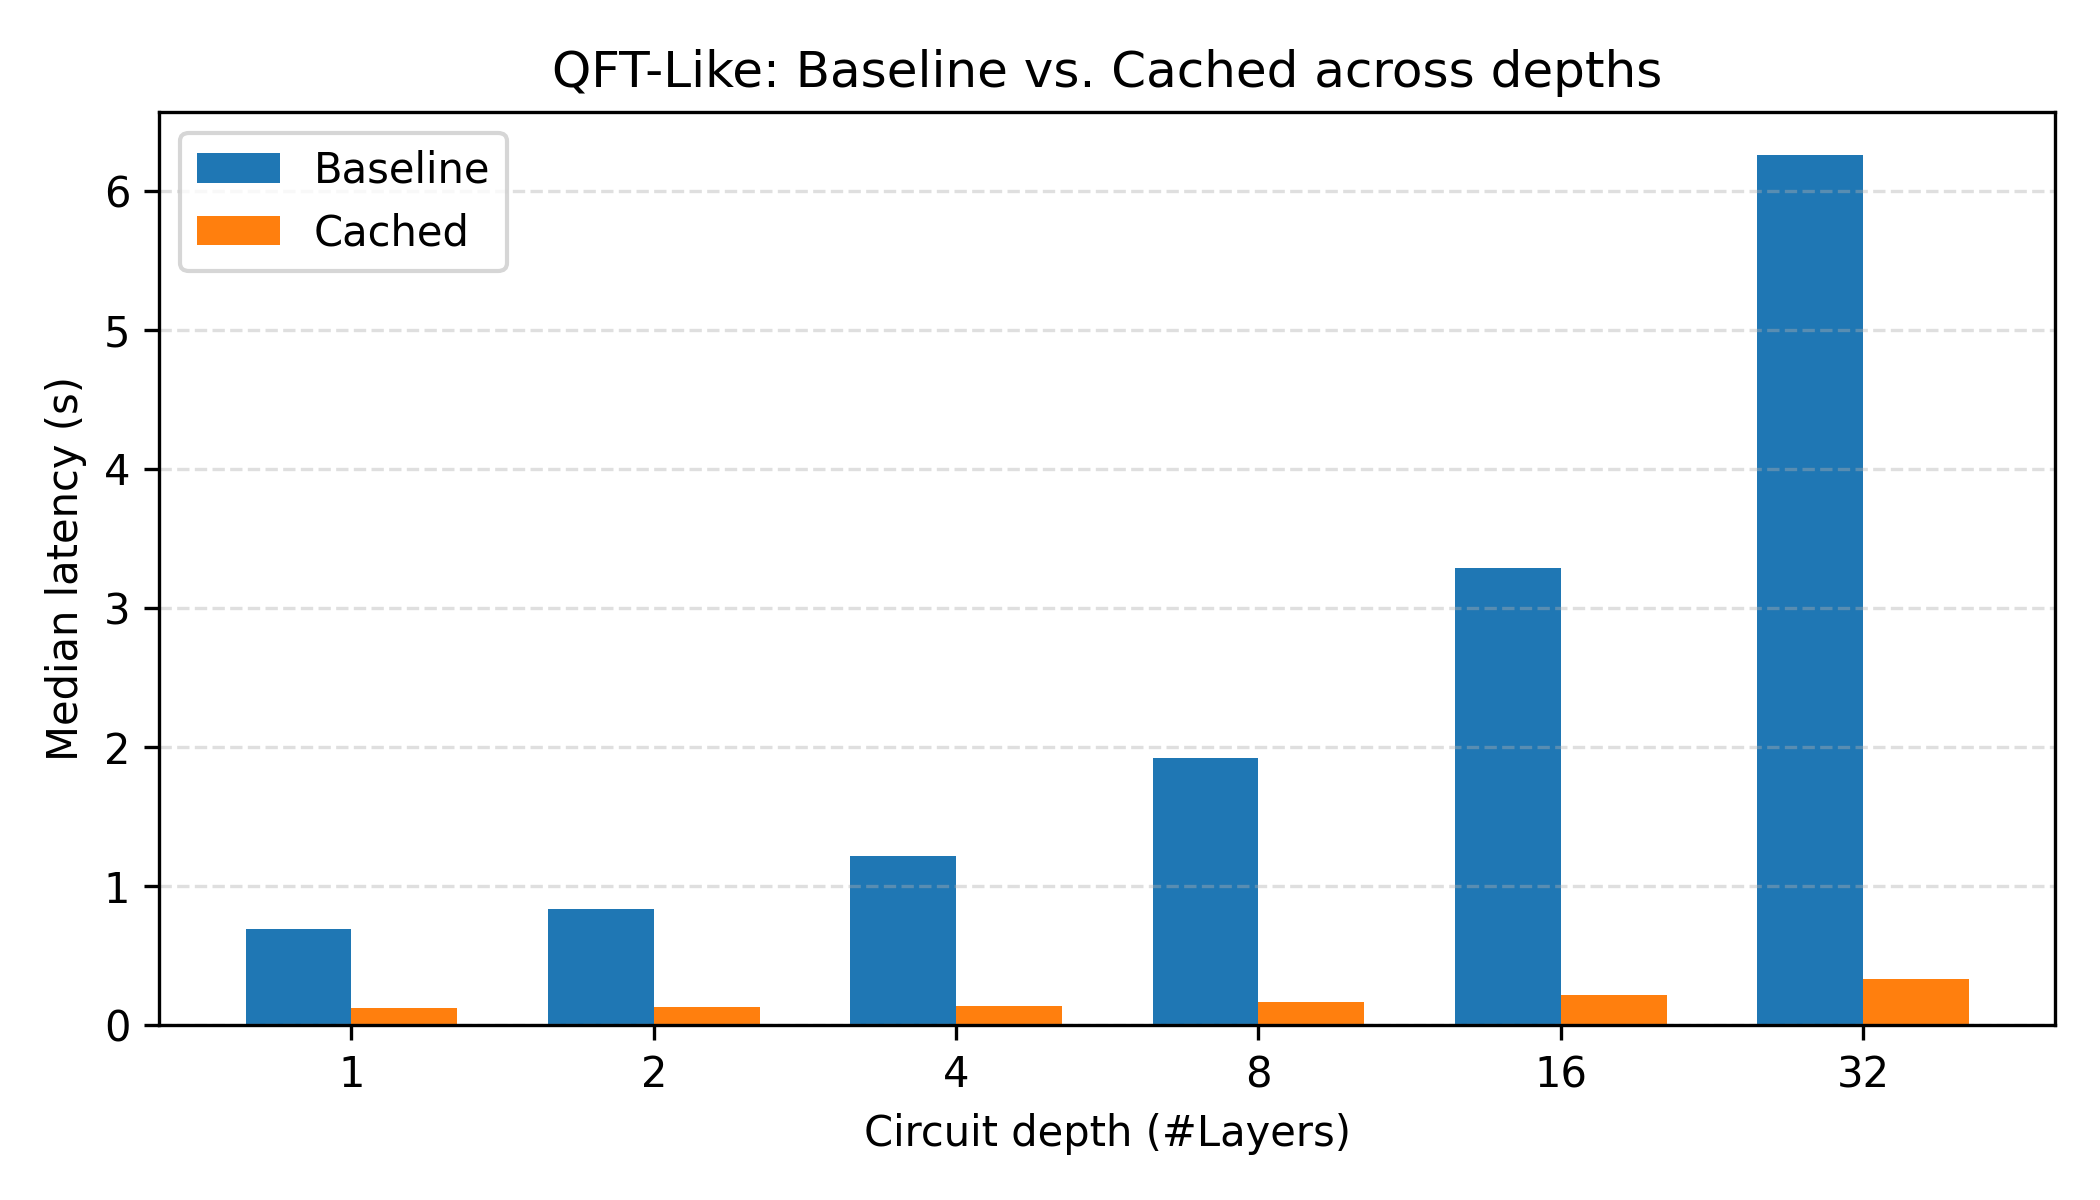 QFT-Like: Baseline vs. Cached across depths
Baseline
Cached
Median latency (s)
6
5
4
3
2
1
0
1 2 4 8 16 32
Circuit depth (#Layers)